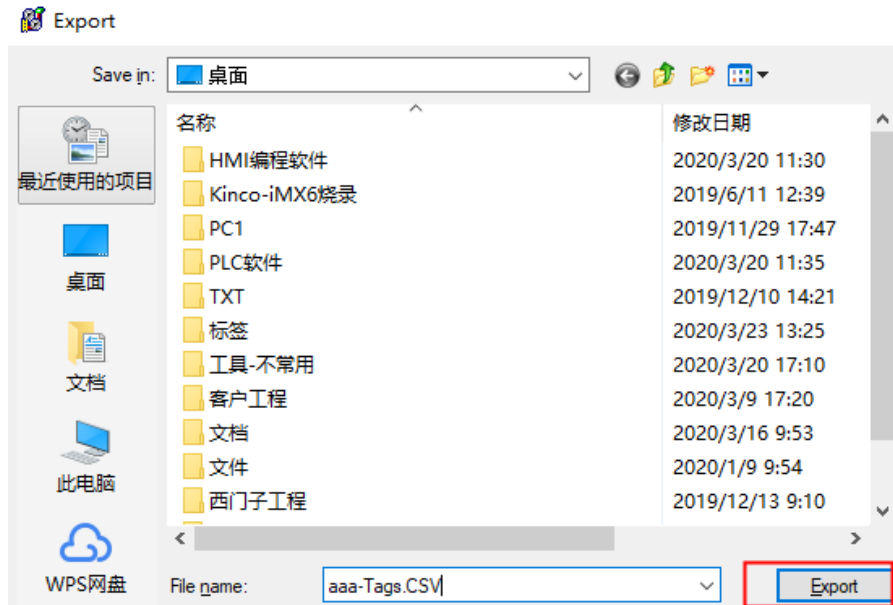 Export
Save in: 桌面
名称 修改日期
HMI编程软件 2020/3/20 11:30
Kinco-iMX6烧录 2019/6/11 12:39
PC1 2019/11/29 17:47
PLC软件 2020/3/20 11:35
TXT 2019/12/10 14:21
标签 2020/3/23 13:25
工具-不常用 2020/3/20 17:10
客户工程 2020/3/9 17:20
文档 2020/3/16 9:53
文件 2020/1/9 9:54
西门子工程 2019/12/13 9:10
最近使用的项目
桌面
文档
此电脑
WPS网盘
File name: aaa-Tags.CSV
Export